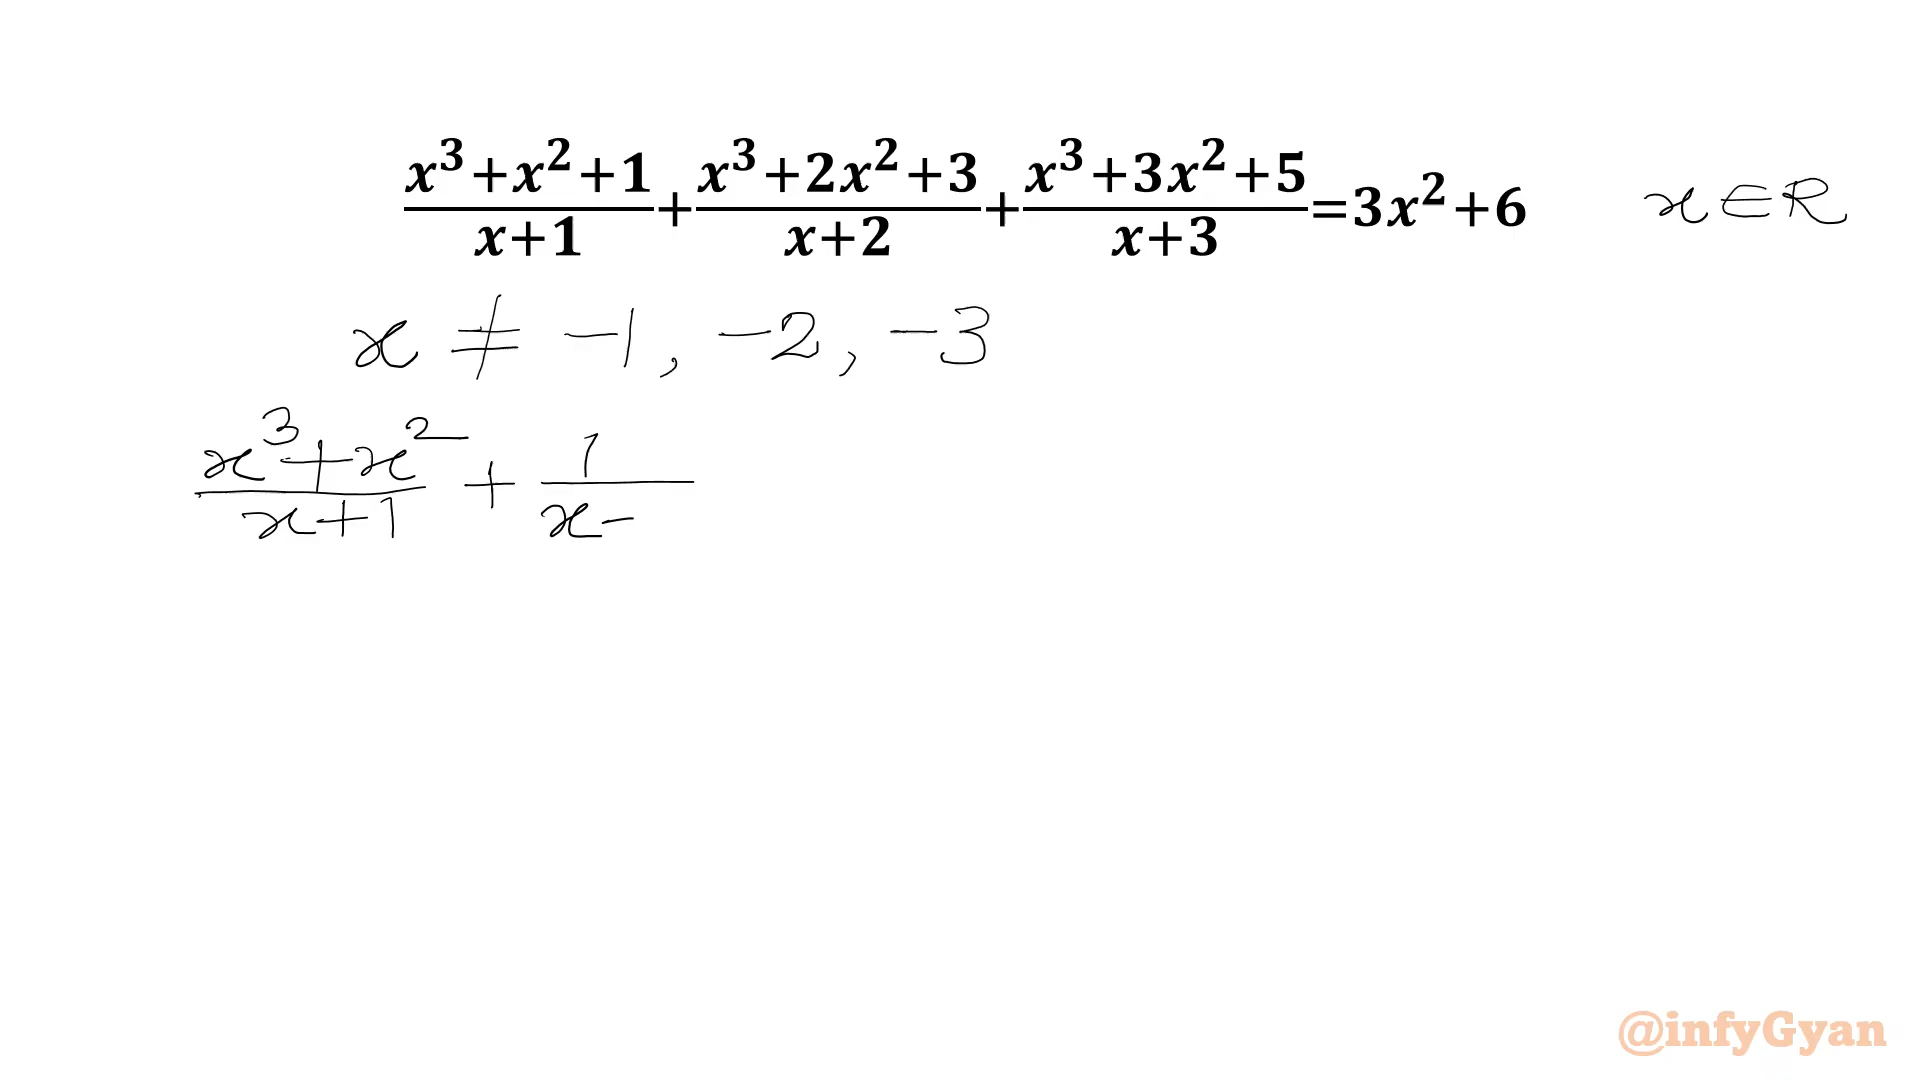 x³+x²+1/x+1 + x³+2x²+3/x+2 + x³+3x²+5/x+3 = 3x²+6 x∈R
x ≠ -1, -2, -3
x³+x²/x+1 + 1/x-
@infyGyan